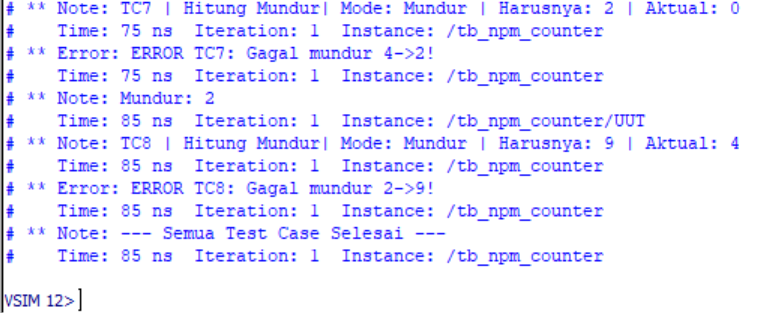 # ** Note: TC7 | Hitung Mundur| Mode: Mundur | Harusnya: 2 | Aktual: 0
#    Time: 75 ns  Iteration: 1  Instance: /tb_npm_counter
# ** Error: ERROR TC7: Gagal mundur 4->2!
#    Time: 75 ns  Iteration: 1  Instance: /tb_npm_counter
# ** Note: Mundur: 2
#    Time: 85 ns  Iteration: 1  Instance: /tb_npm_counter/UUT
# ** Note: TC8 | Hitung Mundur| Mode: Mundur | Harusnya: 9 | Aktual: 4
#    Time: 85 ns  Iteration: 1  Instance: /tb_npm_counter
# ** Error: ERROR TC8: Gagal mundur 2->9!
#    Time: 85 ns  Iteration: 1  Instance: /tb_npm_counter
# ** Note: --- Semua Test Case Selesai ---
#    Time: 85 ns  Iteration: 1  Instance: /tb_npm_counter
VSIM 12>